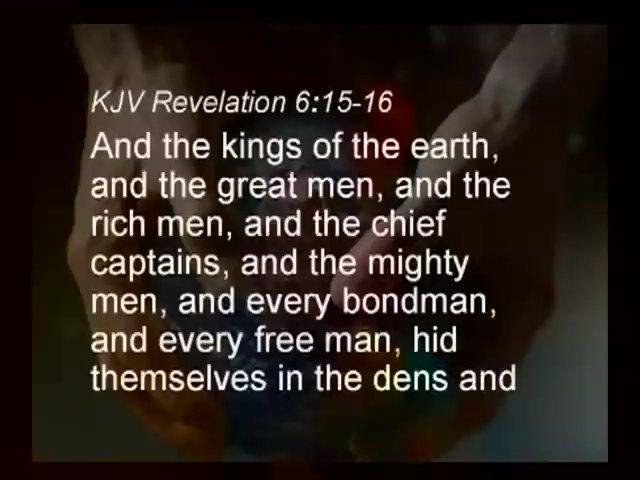 KJV Revelation 6:15-16
And the kings of the earth,
and the great men, and the
rich men, and the chief
captains, and the mighty
men, and every bondman,
and every free man, hid
themselves in the dens and